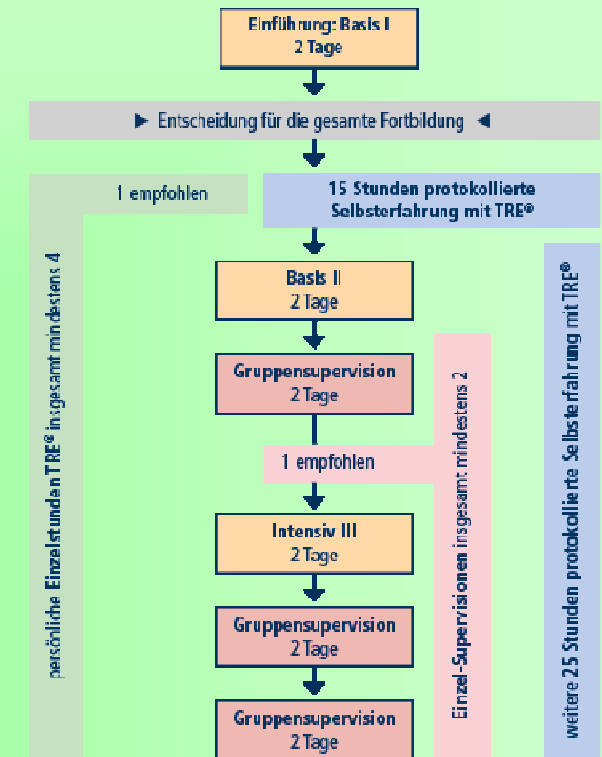 Einführung: Basis I
2 Tage
▶ Entscheidung für die gesamte Fortbildung ◀
1 empfohlen
15 Stunden protokollierte
Selbsterfahrung mit TRE®
Basis II
2 Tage
Gruppensupervision
2 Tage
1 empfohlen
Intensiv III
2 Tage
Gruppensupervision
2 Tage
Gruppensupervision
2 Tage
persönliche Einzelstunden TRE® insgesamt mindestens 4
Einzel-Supervisionen insgesamt mindestens 2
weitere 25 Stunden protokollierte Selbsterfahrung mit TRE®